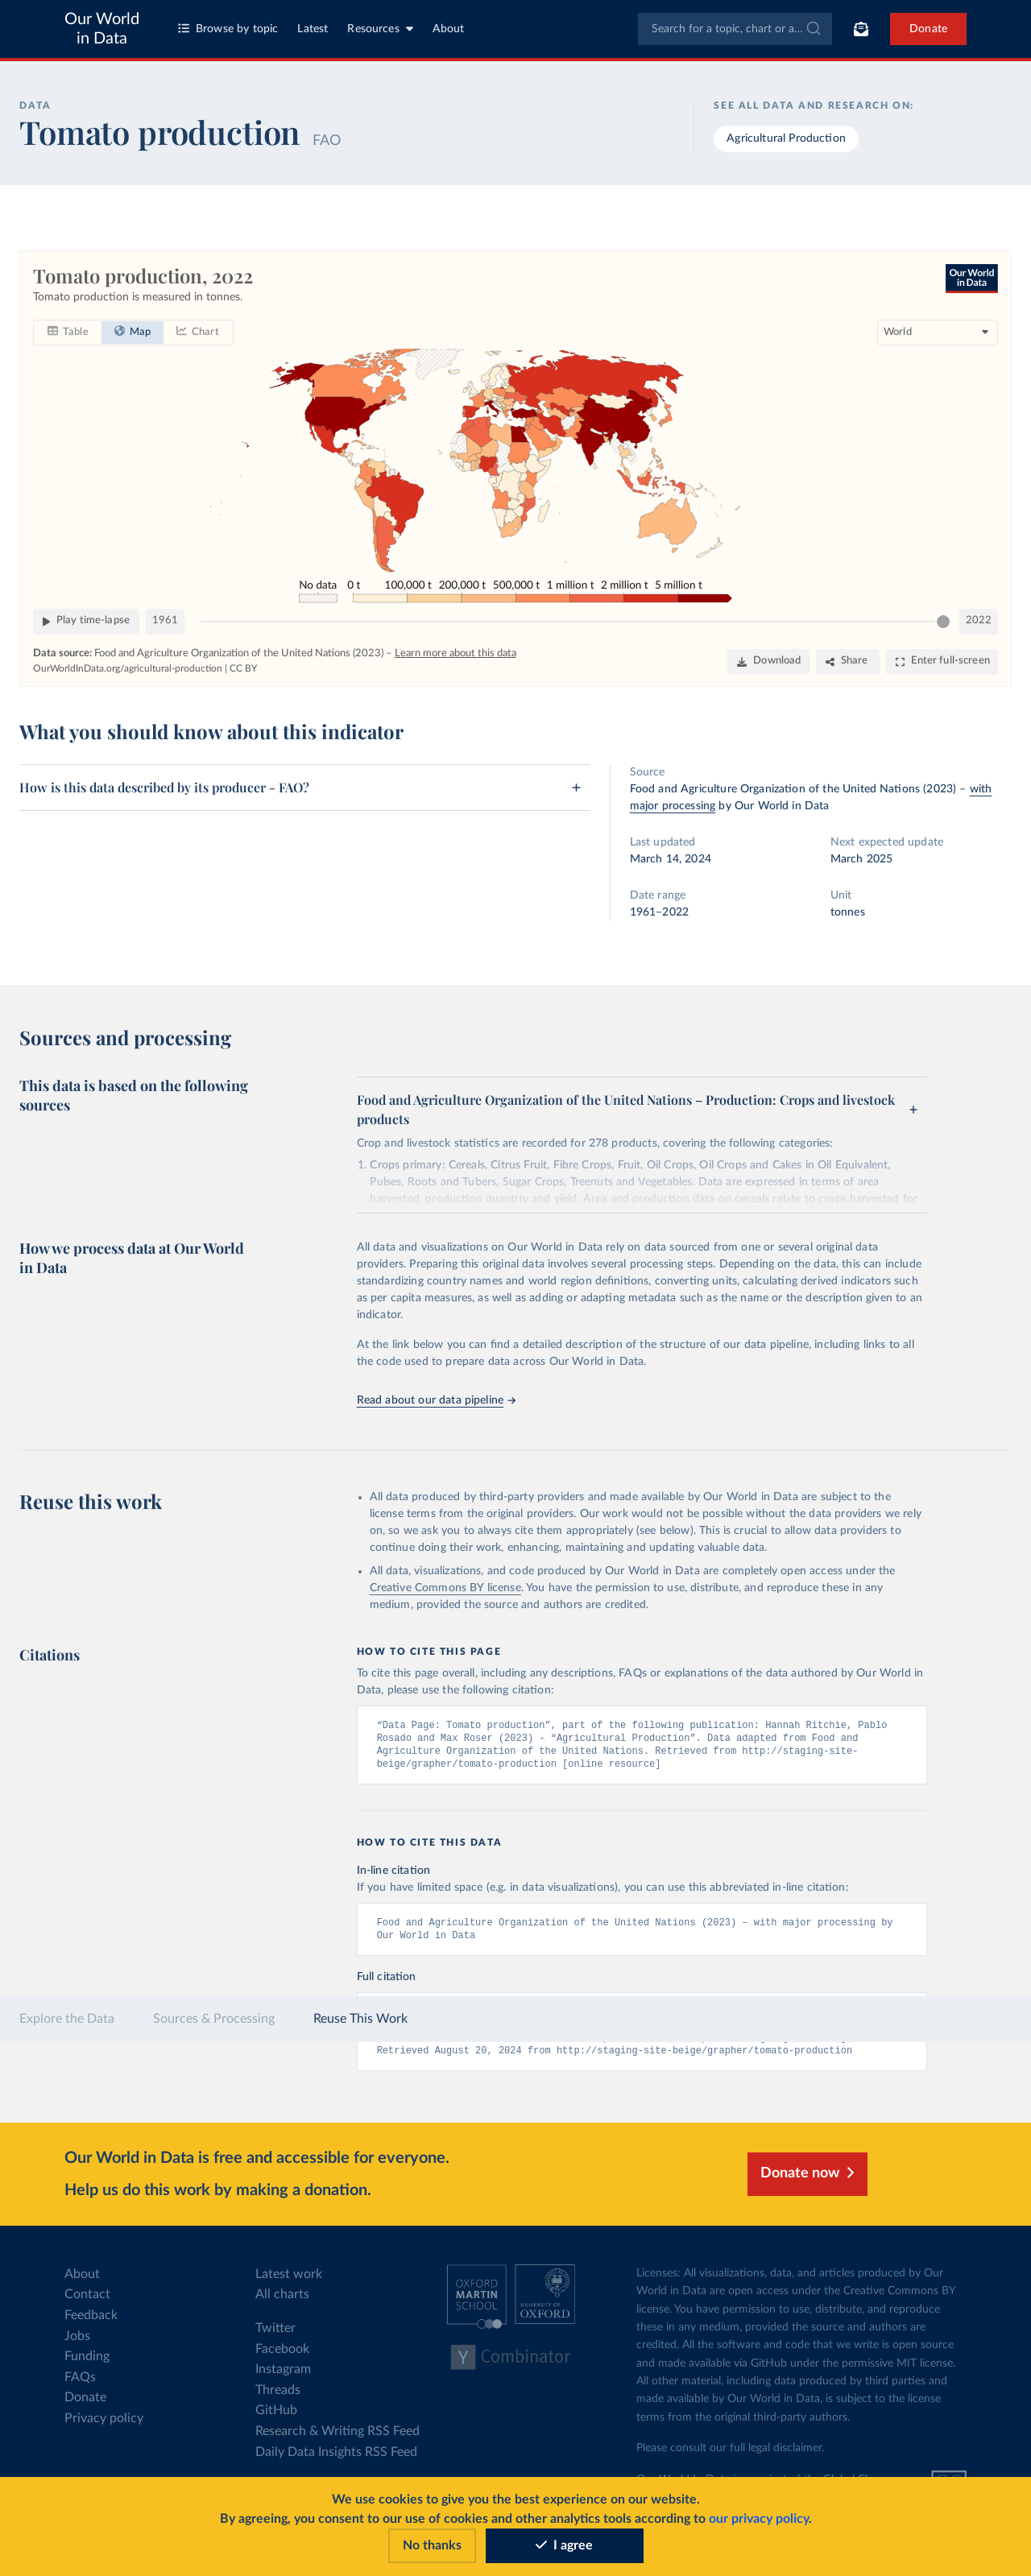 Our World
in Data
Browse by topic
Latest
Resources
About
Search for a topic, chart or a...
Donate
DATA
Tomato production FAO
SEE ALL DATA AND RESEARCH ON:
Agricultural Production
Tomato production, 2022
Tomato production is measured in tonnes.
Our World
in Data
Table
Map
Chart
World
No data
0 t
100,000 t
200,000 t
500,000 t
1 million t
2 million t
5 million t
Play time-lapse
1961
2022
Data source: Food and Agriculture Organization of the United Nations (2023) – Learn more about this data
OurWorldInData.org/agricultural-production | CC BY
Download
Share
Enter full-screen
What you should know about this indicator
How is this data described by its producer - FAO?
Source
Food and Agriculture Organization of the United Nations (2023) – with
major processing by Our World in Data
Last updated
March 14, 2024
Next expected update
March 2025
Date range
1961–2022
Unit
tonnes
Sources and processing
This data is based on the following
sources
Food and Agriculture Organization of the United Nations – Production: Crops and livestock
products
Crop and livestock statistics are recorded for 278 products, covering the following categories:
1. Crops primary: Cereals, Citrus Fruit, Fibre Crops, Fruit, Oil Crops, Oil Crops and Cakes in Oil Equivalent,
Pulses, Roots and Tubers, Sugar Crops, Treenuts and Vegetables. Data are expressed in terms of area
harvested, production quantity and yield. Area and production data on cereals relate to crops harvested for
How we process data at Our World
in Data
All data and visualizations on Our World in Data rely on data sourced from one or several original data
providers. Preparing this original data involves several processing steps. Depending on the data, this can include
standardizing country names and world region definitions, converting units, calculating derived indicators such
as per capita measures, as well as adding or adapting metadata such as the name or the description given to an
indicator.
At the link below you can find a detailed description of the structure of our data pipeline, including links to all
the code used to prepare data across Our World in Data.
Read about our data pipeline
Reuse this work
All data produced by third-party providers and made available by Our World in Data are subject to the
license terms from the original providers. Our work would not be possible without the data providers we rely
on, so we ask you to always cite them appropriately (see below). This is crucial to allow data providers to
continue doing their work, enhancing, maintaining and updating valuable data.
All data, visualizations, and code produced by Our World in Data are completely open access under the
Creative Commons BY license. You have the permission to use, distribute, and reproduce these in any
medium, provided the source and authors are credited.
Citations
HOW TO CITE THIS PAGE
To cite this page overall, including any descriptions, FAQs or explanations of the data authored by Our World in
Data, please use the following citation:
“Data Page: Tomato production”, part of the following publication: Hannah Ritchie, Pablo
Rosado and Max Roser (2023) - “Agricultural Production”. Data adapted from Food and
Agriculture Organization of the United Nations. Retrieved from http://staging-site-
beige/grapher/tomato-production [online resource]
HOW TO CITE THIS DATA
In-line citation
If you have limited space (e.g. in data visualizations), you can use this abbreviated in-line citation:
Food and Agriculture Organization of the United Nations (2023) – with major processing by
Our World in Data
Full citation
Explore the Data
Sources & Processing
Reuse This Work
Retrieved August 20, 2024 from http://staging-site-beige/grapher/tomato-production
Our World in Data is free and accessible for everyone.
Help us do this work by making a donation.
Donate now
About
Contact
Feedback
Jobs
Funding
FAQs
Donate
Privacy policy
Latest work
All charts
Twitter
Facebook
Instagram
Threads
GitHub
Research & Writing RSS Feed
Daily Data Insights RSS Feed
OXFORD
MARTIN
SCHOOL
UNIVERSITY OF
OXFORD
Y Combinator
Licenses: All visualizations, data, and articles produced by Our
World in Data are open access under the Creative Commons BY
license. You have permission to use, distribute, and reproduce
these in any medium, provided the source and authors are
credited. All the software and code that we write is open source
and made available via GitHub under the permissive MIT license.
All other material, including data produced by third parties and
made available by Our World in Data, is subject to the license
terms from the original third-party authors.
Please consult our full legal disclaimer.
We use cookies to give you the best experience on our website.
By agreeing, you consent to our use of cookies and other analytics tools according to our privacy policy.
No thanks
I agree